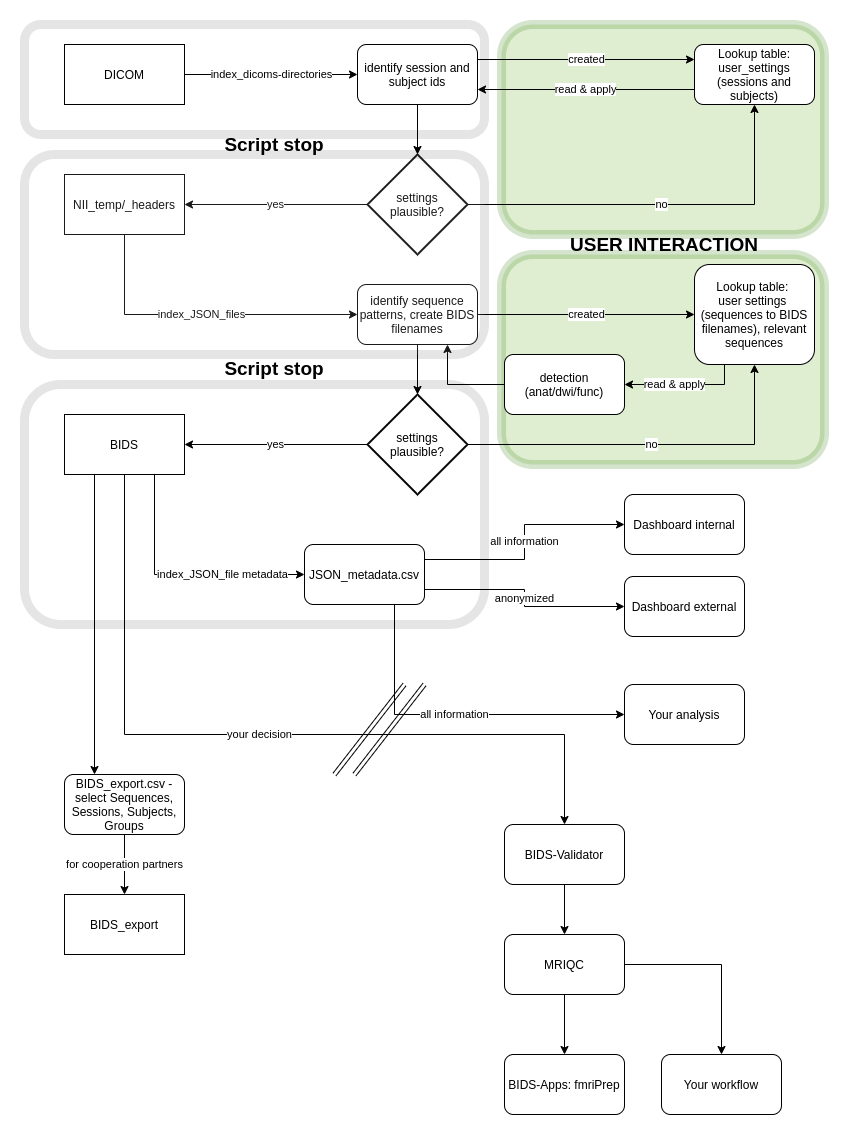 DICOM
index_dicoms-directories
identify session and
subject ids
created
read & apply
Lookup table:
user_settings
(sessions and
subjects)
Script stop
NII_temp/_headers
yes
settings
plausible?
no
USER INTERACTION
index_JSON_files
identify sequence
patterns, create BIDS
filenames
created
Lookup table:
user settings
(sequences to BIDS
filenames), relevant
sequences
detection
(anat/dwi/func)
read & apply
Script stop
BIDS
yes
settings
plausible?
no
index_JSON_file metadata
JSON_metadata.csv
all information
Dashboard internal
anonymized
Dashboard external
all information
Your analysis
your decision
BIDS_export.csv -
select Sequences,
Sessions, Subjects,
Groups
for cooperation partners
BIDS_export
BIDS-Validator
MRIQC
BIDS-Apps: fmriPrep
Your workflow